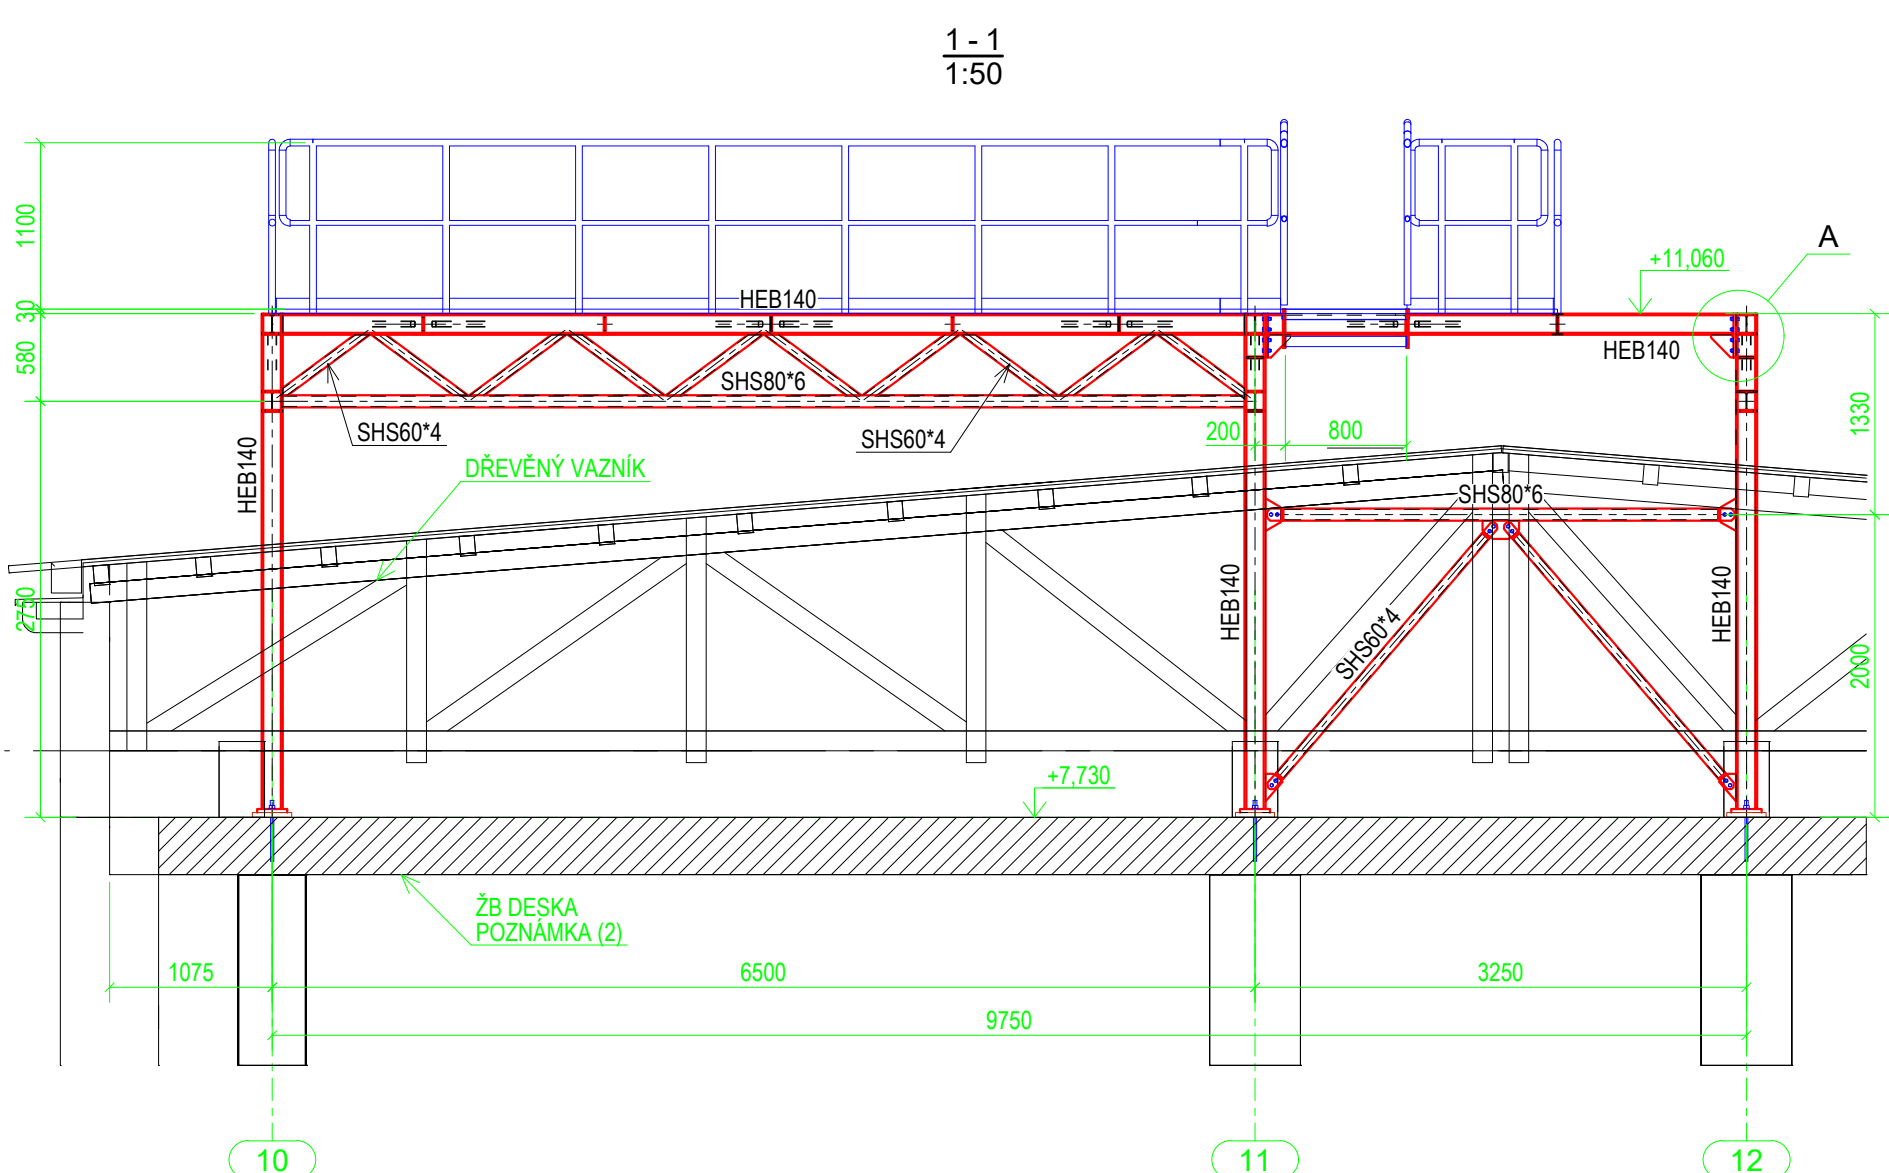 1 - 1
1:50
1100
30
580
2750
HEB140
SHS80*6
SHS60*4
SHS60*4
HEB140
DŘEVĚNÝ VAZNÍK
200
800
+11,060
A
HEB140
1330
2000
SHS80*6
HEB140
SHS60*4
HEB140
+7,730
ŽB DESKA
POZNÁMKA (2)
1075
6500
3250
9750
10
11
12